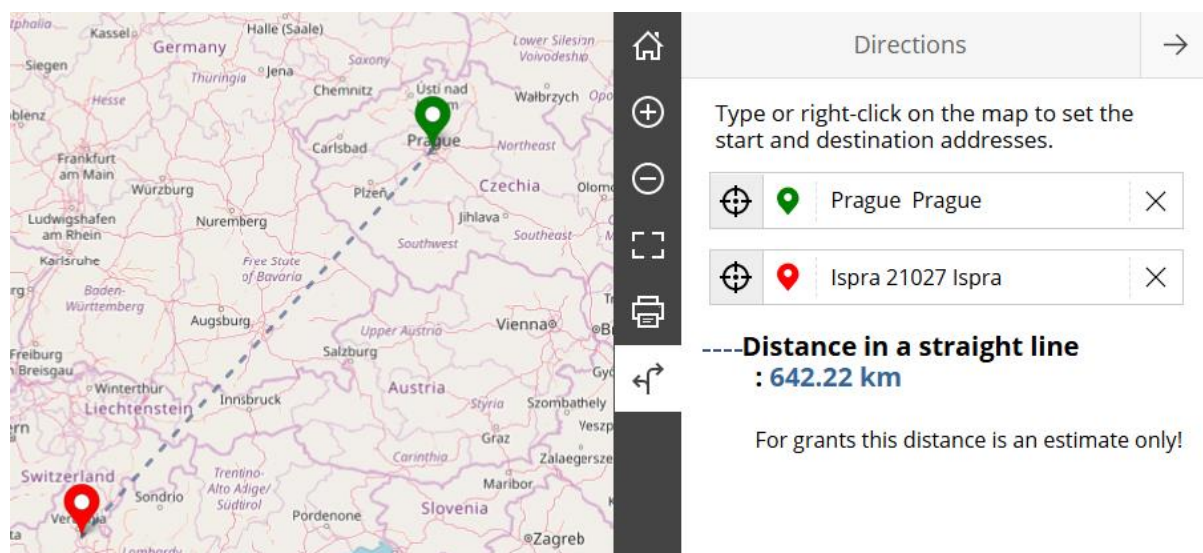 Directions
Type or right-click on the map to set the
start and destination addresses.
Prague Prague
Ispra 21027 Ispra
Distance in a straight line
: 642.22 km
For grants this distance is an estimate only!
Kassel
Halle (Saale)
Germany
Lower Silesian
Voivodeship
Siegen
Thuringia
Jena
Saxony
Chemnitz
Ústí nad
Wałbrzych
Hesse
Carlsbad
Prague
Northeast
Frankfurt
am Main
Würzburg
Plzeň
Czechia
Ludwigshafen
am Rhein
Nuremberg
Jihlava
Southwest
Southeast
Karlsruhe
Free State
of Bavaria
Baden-
Württemberg
Augsburg
Upper Austria
Vienna
Salzburg
Freiburg
Breisgau
Winterthur
Innsbruck
Austria
Liechtenstein
Styria
Szombathely
Graz
Carinthia
Switzerland
Trentino-
Alto Adige/
Südtirol
Sondrio
Maribor
Pordenone
Slovenia
Zagreb
Lombardy